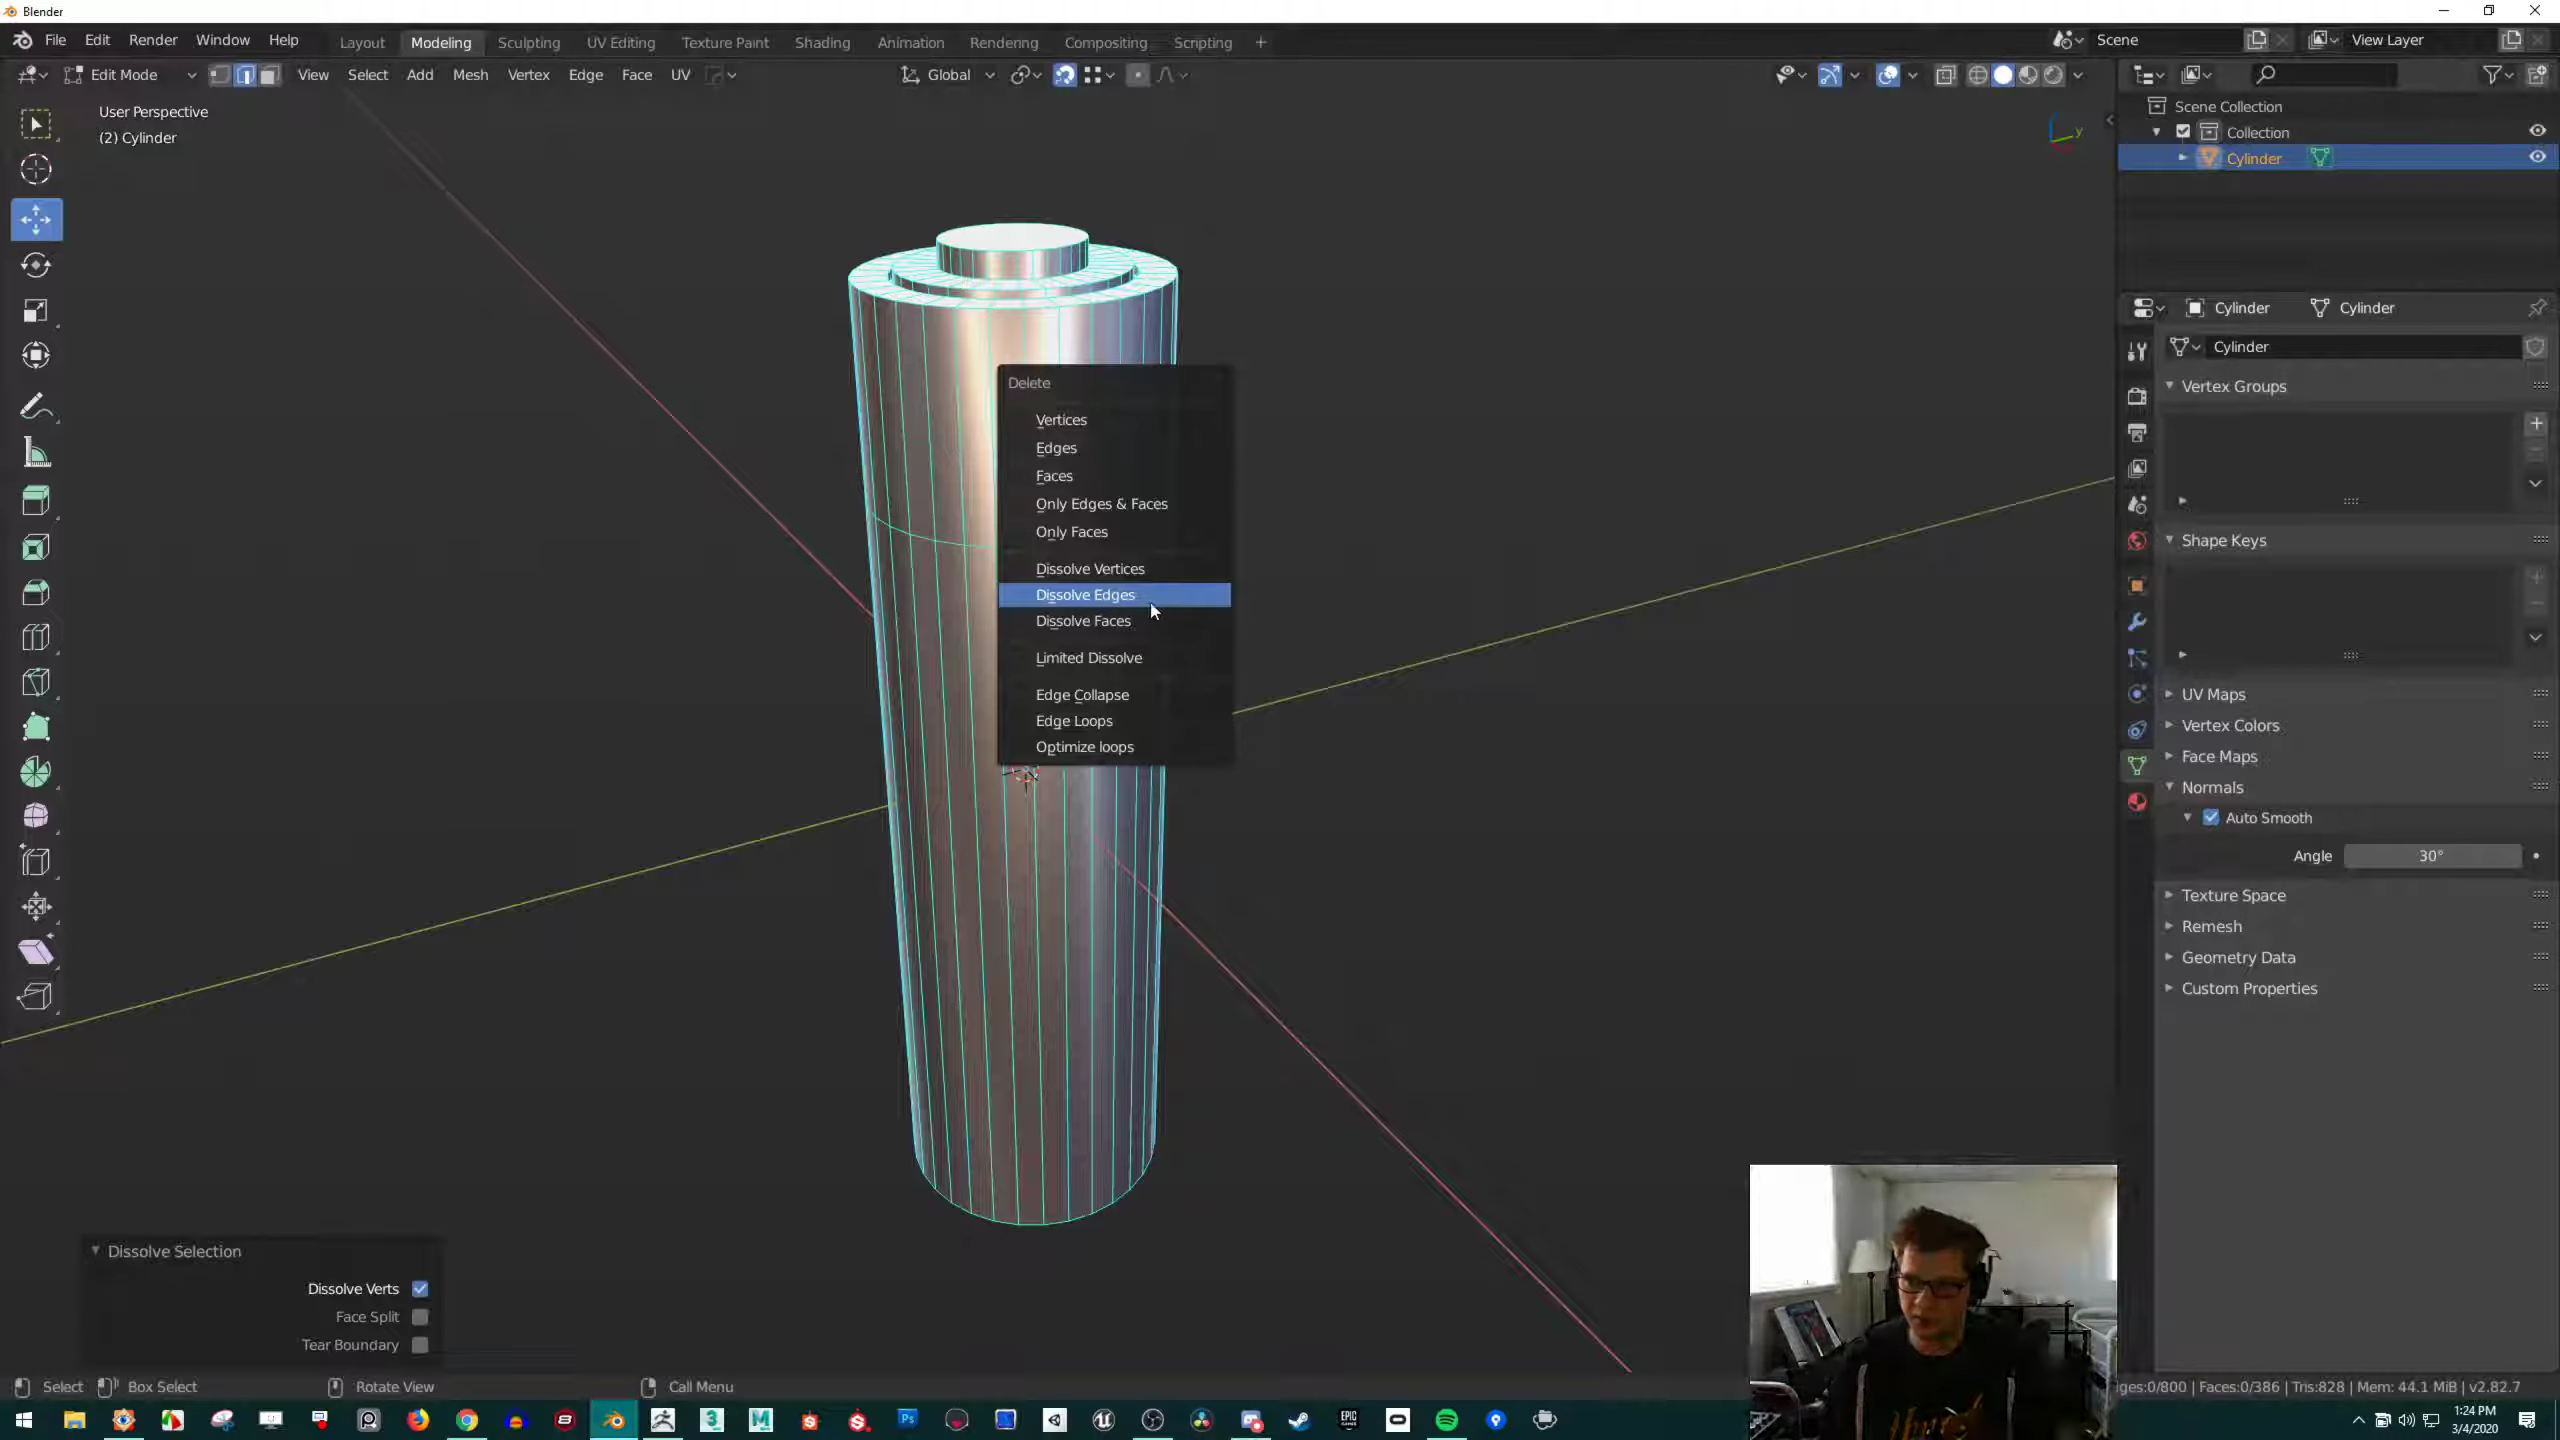 Blender
File Edit Render Window Help Layout Modeling Sculpting UV Editing Texture Paint Shading Animation Rendering Compositing Scripting + Scene View Layer
Edit Mode View Select Add Mesh Vertex Edge Face UV Global
User Perspective
(2) Cylinder
Scene Collection
Collection
Cylinder
Cylinder Cylinder
Cylinder
Vertex Groups
Shape Keys
UV Maps
Vertex Colors
Face Maps
Normals
Auto Smooth
Angle 30°
Texture Space
Remesh
Geometry Data
Custom Properties
Delete
Vertices
Edges
Faces
Only Edges & Faces
Only Faces
Dissolve Vertices
Dissolve Edges
Dissolve Faces
Limited Dissolve
Edge Collapse
Edge Loops
Optimize loops
y
Dissolve Selection
Dissolve Verts
Face Split
Tear Boundary
Select Box Select Rotate View Call Menu ges:0/800 | Faces:0/386 | Tris:828 | Mem: 44.1 MiB | v2.82.7
Ps
EPIC
1:24 PM
3/4/2020